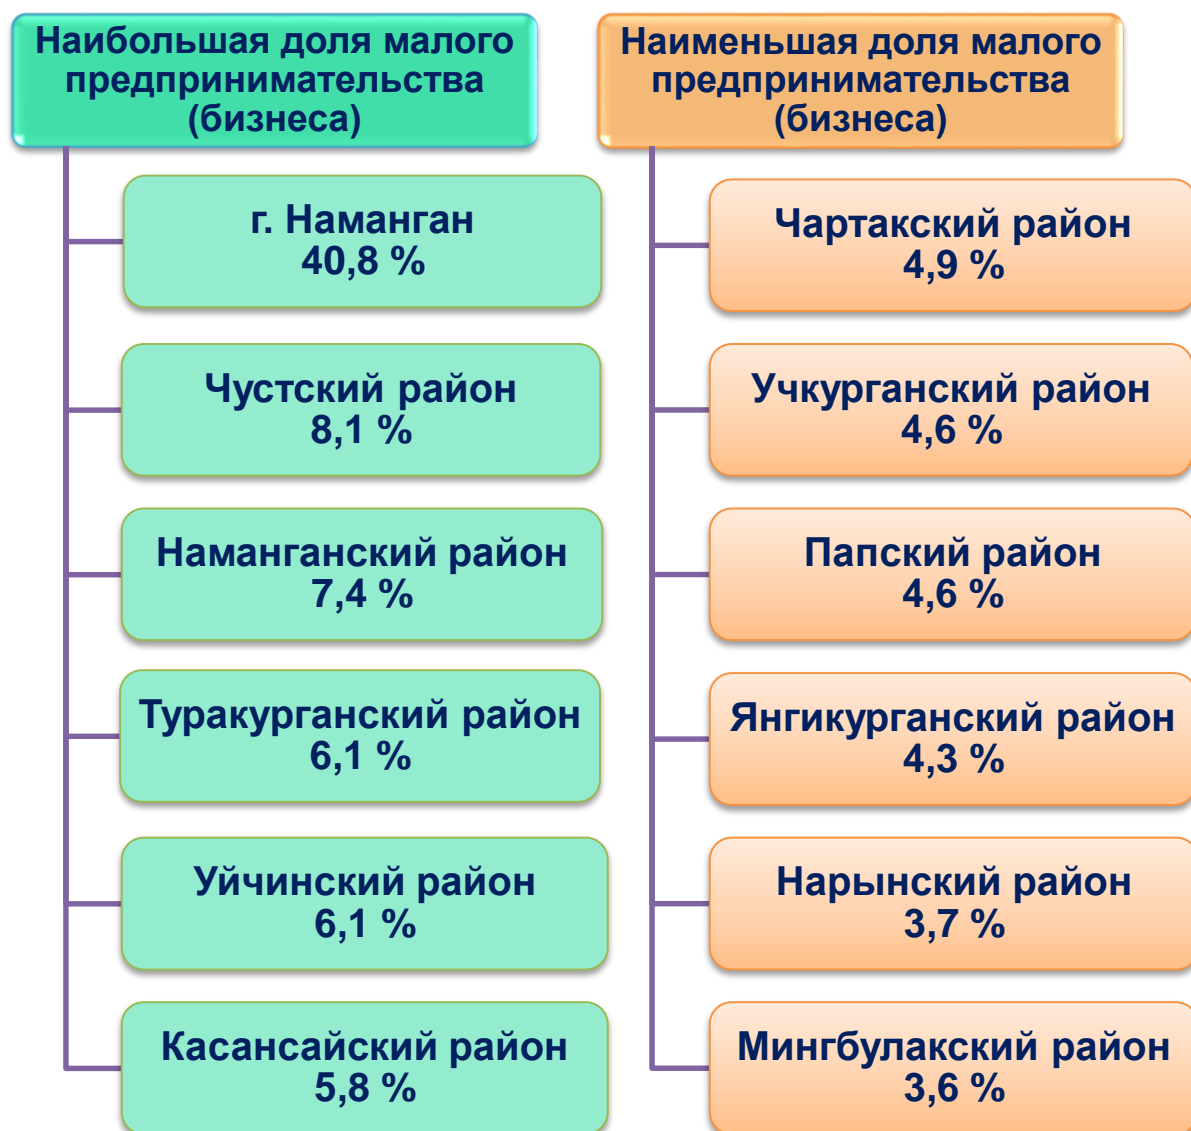 Наибольшая доля малого
предпринимательства
(бизнеса)
г. Наманган
40,8 %
Чустский район
8,1 %
Наманганский район
7,4 %
Туракурганский район
6,1 %
Уйчинский район
6,1 %
Касансайский район
5,8 %
Наименьшая доля малого
предпринимательства
(бизнеса)
Чартакский район
4,9 %
Учкурганский район
4,6 %
Папский район
4,6 %
Янгикурганский район
4,3 %
Нарынский район
3,7 %
Мингбулакский район
3,6 %